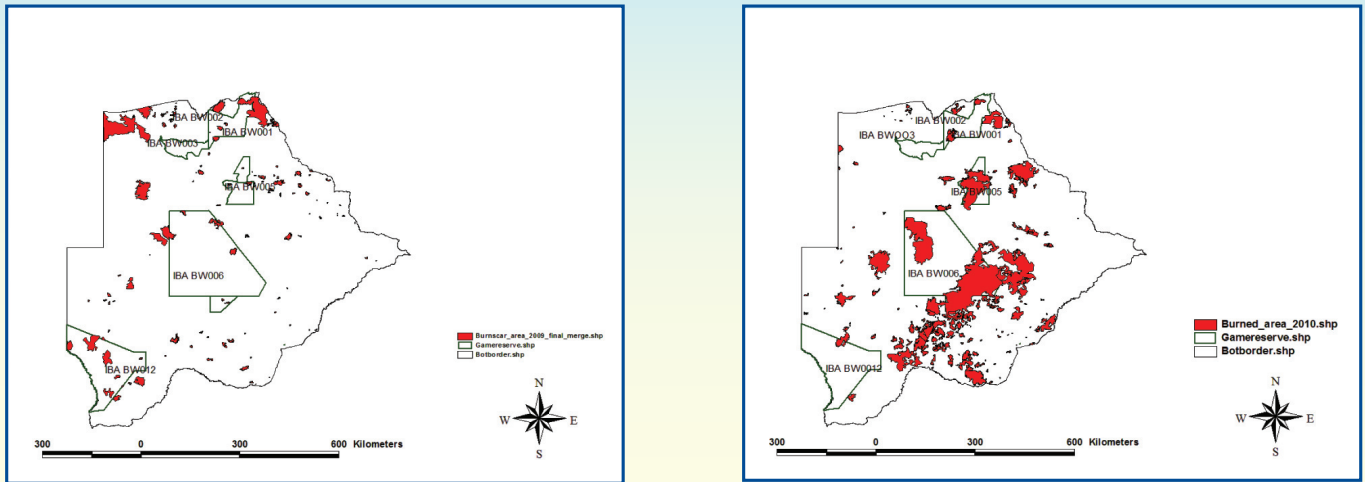 IBA BW002
IBA BW001
IBA BW003
IBA BW005
IBA BW006
IBA BW012
Burnscar_area_2009_final_merge.shp
Gamereserve.shp
Botborder.shp
N
W E
S
300 0 300 600 Kilometers
IBA BW002
IBA BWOO3
IBA BW001
IBA BW005
IBA BW006
IBA BW0012
Burned_area_2010.shp
Gamereserve.shp
Botborder.shp
N
W E
S
300 0 300 600 Kilometers